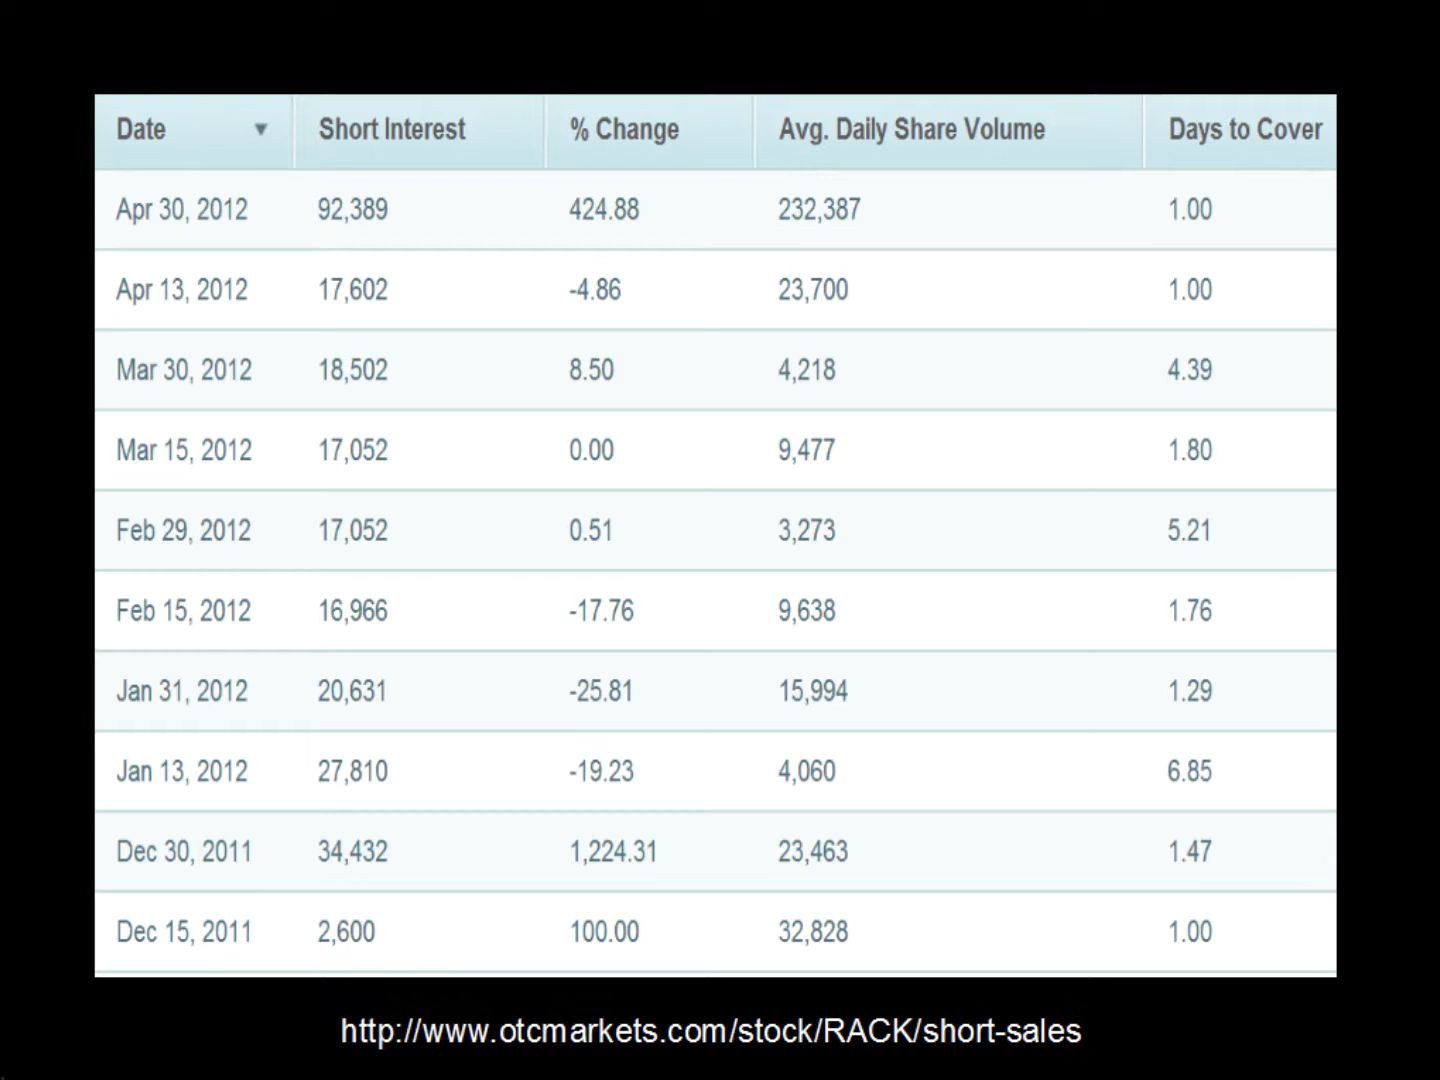 Date ▼ Short Interest % Change Avg. Daily Share Volume Days to Cover
Apr 30, 2012 92,389 424.88 232,387 1.00
Apr 13, 2012 17,602 -4.86 23,700 1.00
Mar 30, 2012 18,502 8.50 4,218 4.39
Mar 15, 2012 17,052 0.00 9,477 1.80
Feb 29, 2012 17,052 0.51 3,273 5.21
Feb 15, 2012 16,966 -17.76 9,638 1.76
Jan 31, 2012 20,631 -25.81 15,994 1.29
Jan 13, 2012 27,810 -19.23 4,060 6.85
Dec 30, 2011 34,432 1,224.31 23,463 1.47
Dec 15, 2011 2,600 100.00 32,828 1.00
http://www.otcmarkets.com/stock/RACK/short-sales